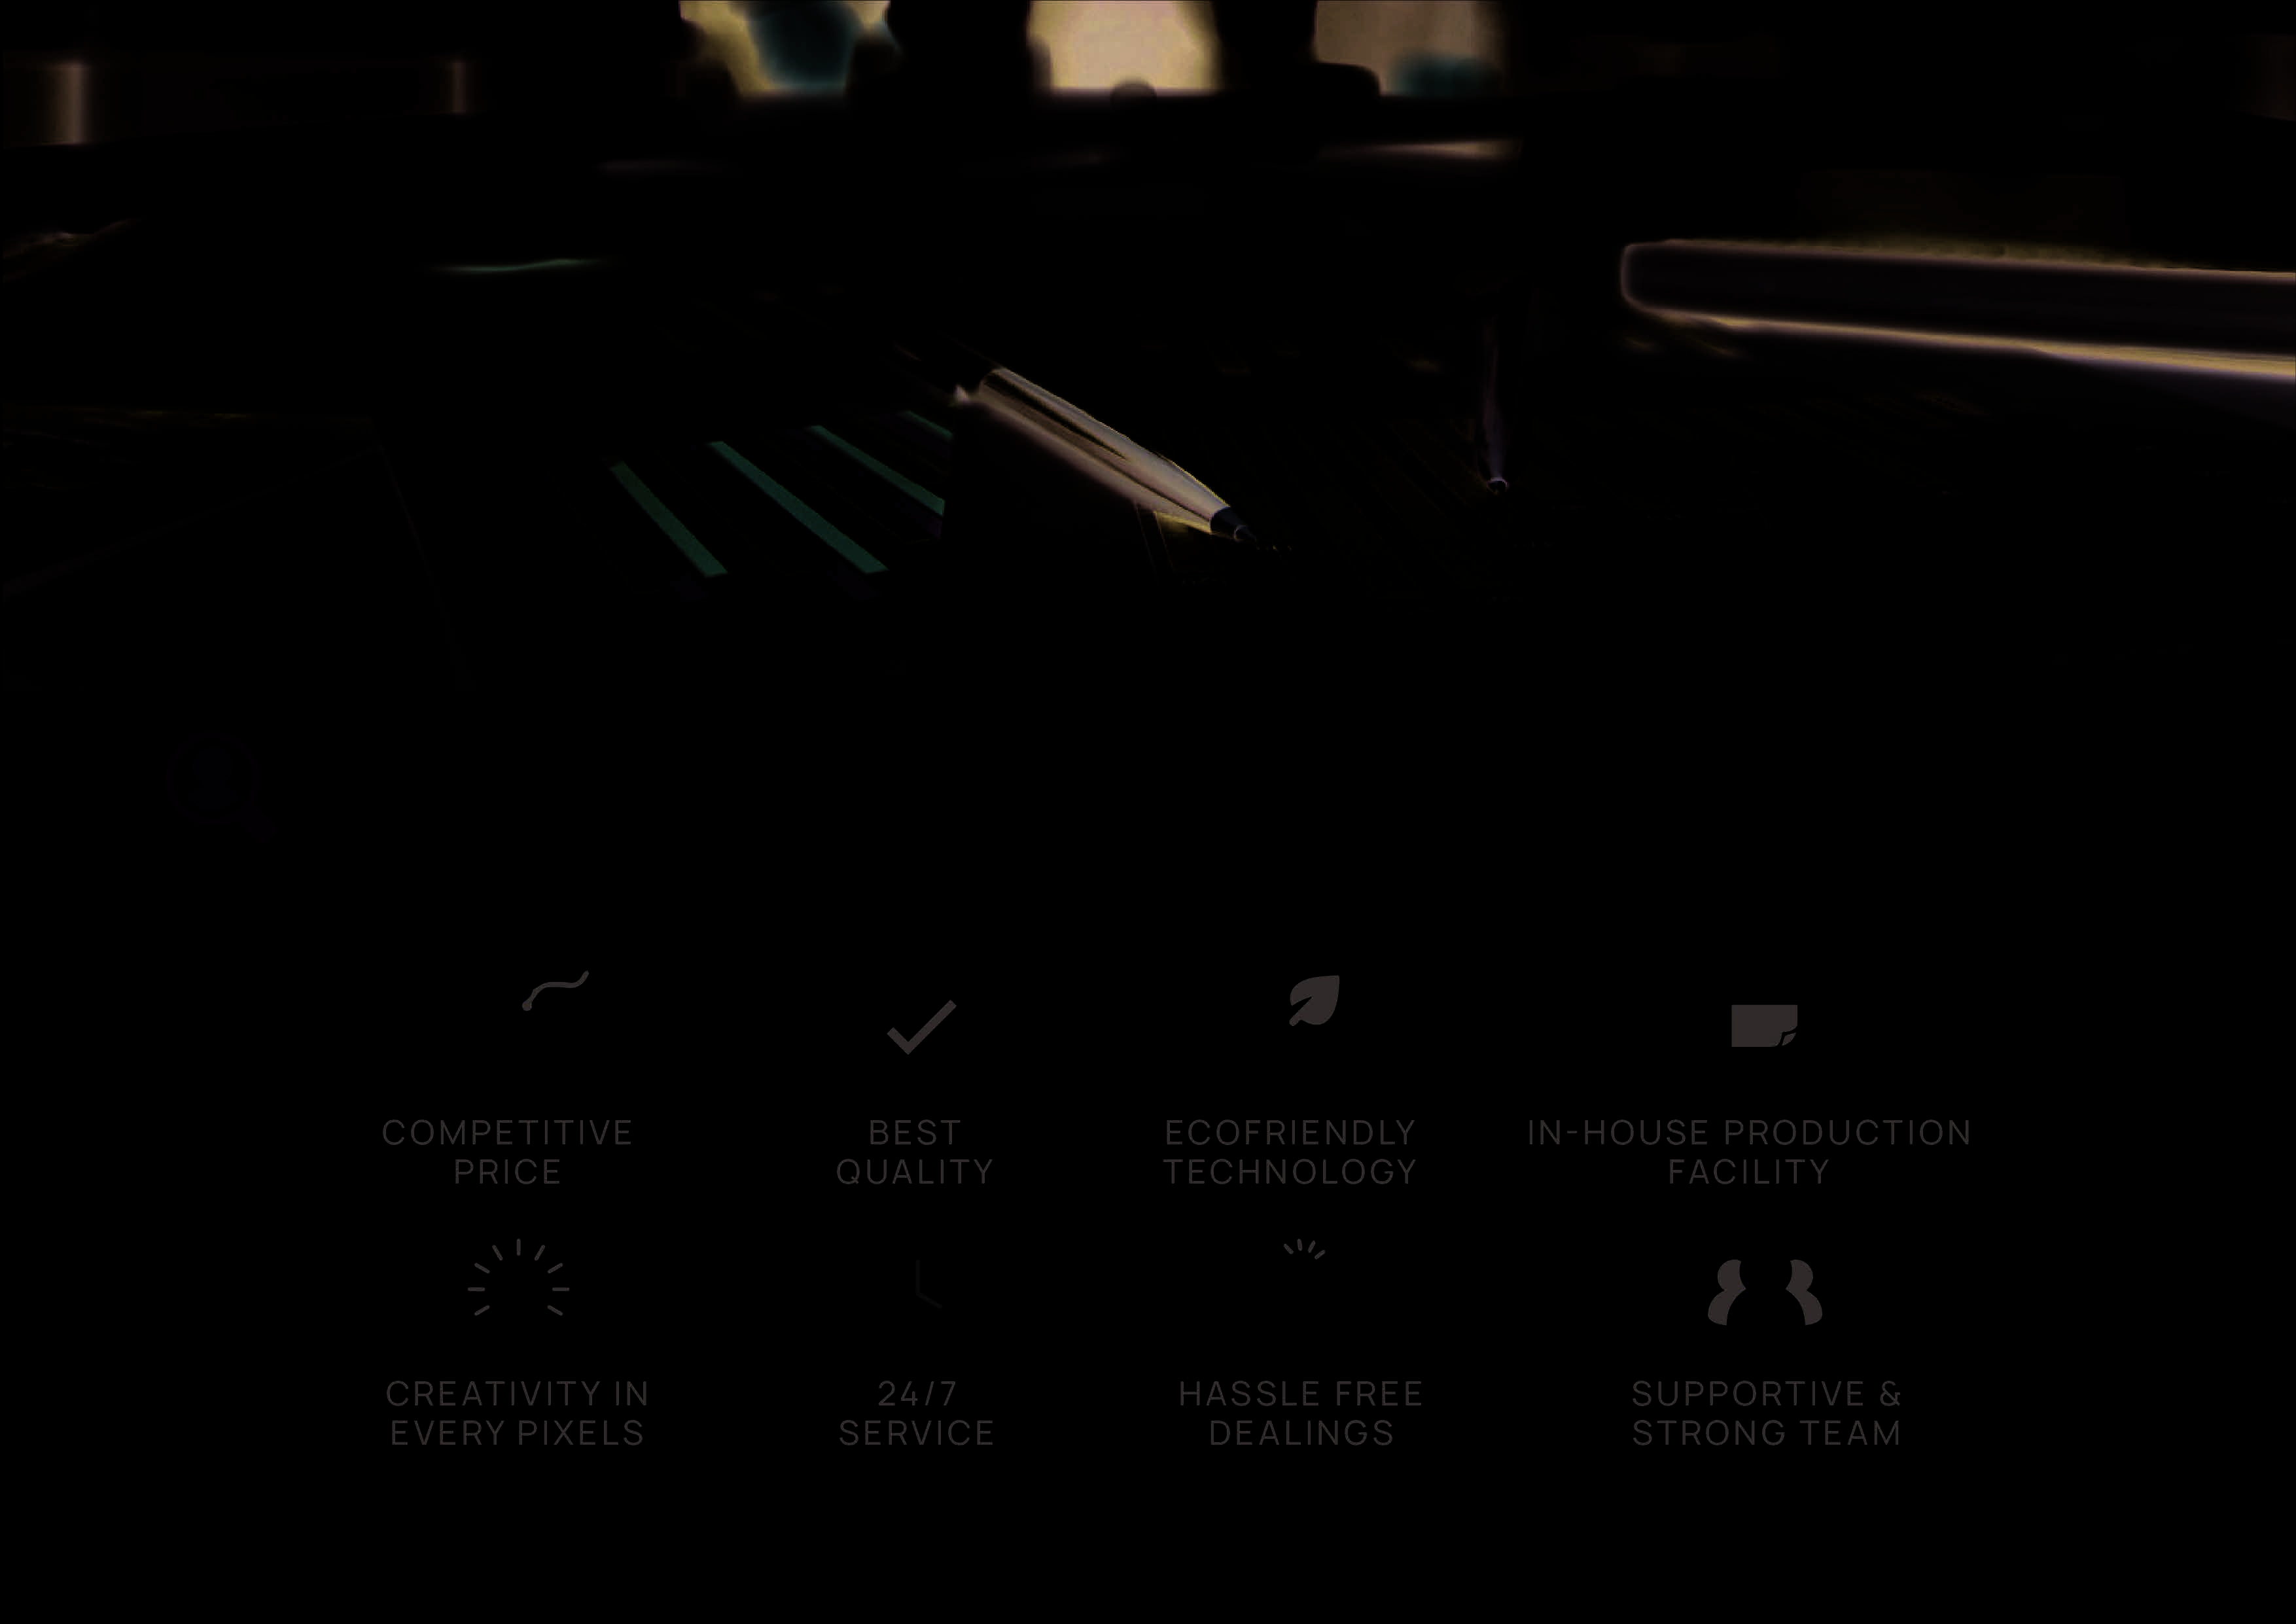 COMPETITIVE
PRICE
BEST
QUALITY
ECOFRIENDLY
TECHNOLOGY
IN-HOUSE PRODUCTION
FACILITY
CREATIVITY IN
EVERY PIXELS
24/7
SERVICE
HASSLE FREE
DEALINGS
SUPPORTIVE &
STRONG TEAM